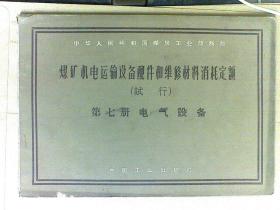 中华人民共和国煤炭工业部制订
煤矿机电运输设备配件和维修材料消耗定额
(试行)
第七册电气设备